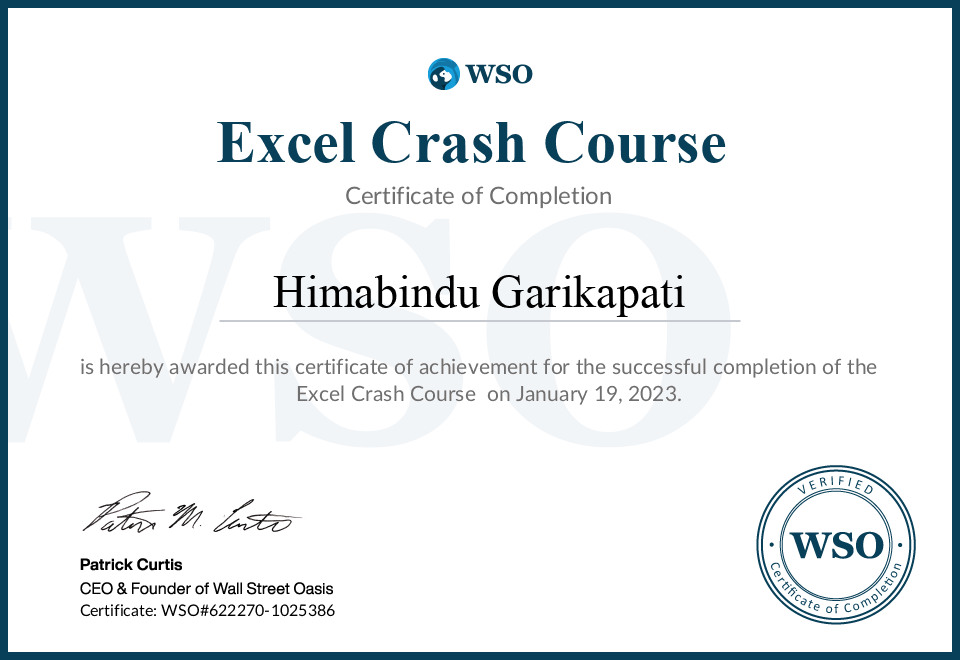 WSO
Excel Crash Course
Certificate of Completion
WSO
Himabindu Garikapati
is hereby awarded this certificate of achievement for the successful completion of the
Excel Crash Course on January 19, 2023.
Patrick M. Curtis
Patrick Curtis
CEO & Founder of Wall Street Oasis
Certificate: WSO#622270-1025386
VERIFIED
WSO
Certificate of Completion